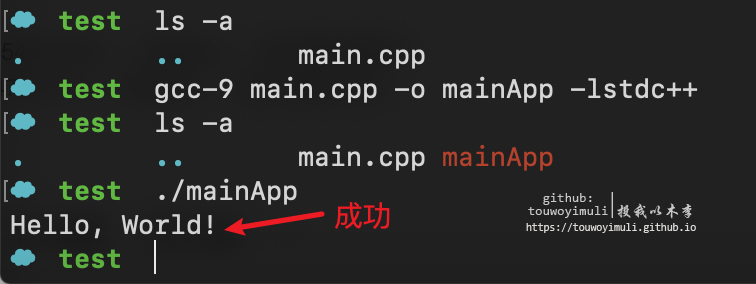 test ls -a
. .. main.cpp
test gcc-9 main.cpp -o mainApp -lstdc++
test ls -a
. .. main.cpp mainApp
test ./mainApp
Hello, World! 成功
test
github:
touwoyimuli 投我以木李
https://touwoyimuli.github.io